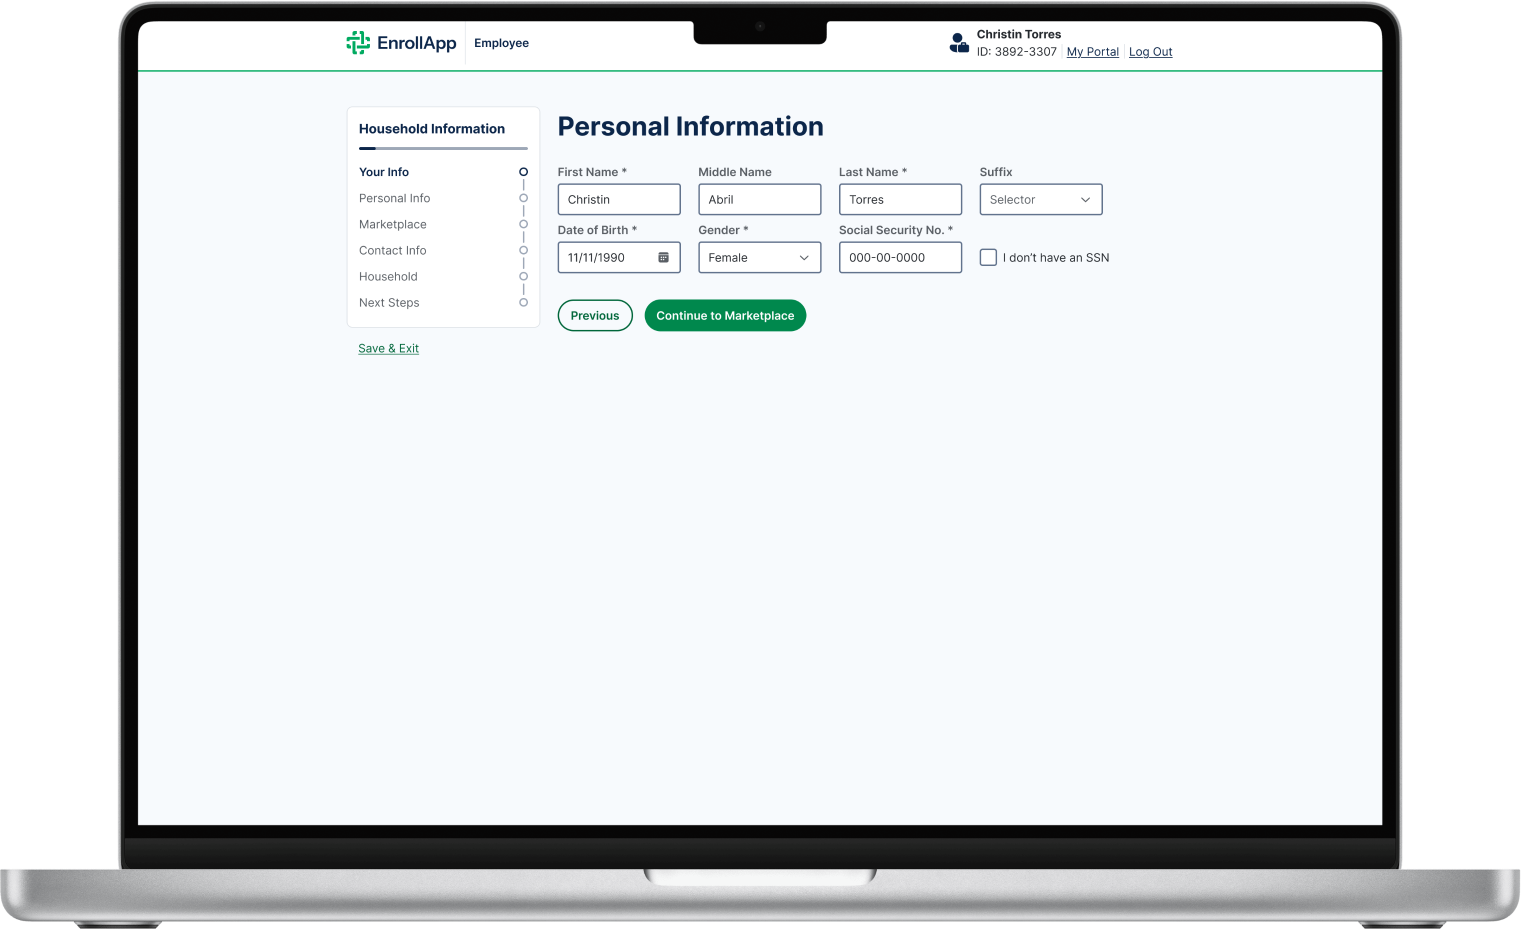 EnrollApp
Employee
Christin Torres
ID: 3892-3307 My Portal Log Out
Household Information
Your Info
Personal Info
Marketplace
Contact Info
Household
Next Steps
Save & Exit
Personal Information
First Name * Middle Name Last Name * Suffix
Christin Abril Torres Selector
Date of Birth * Gender * Social Security No. *
11/11/1990 Female 000-00-0000 I don't have an SSN
Previous Continue to Marketplace